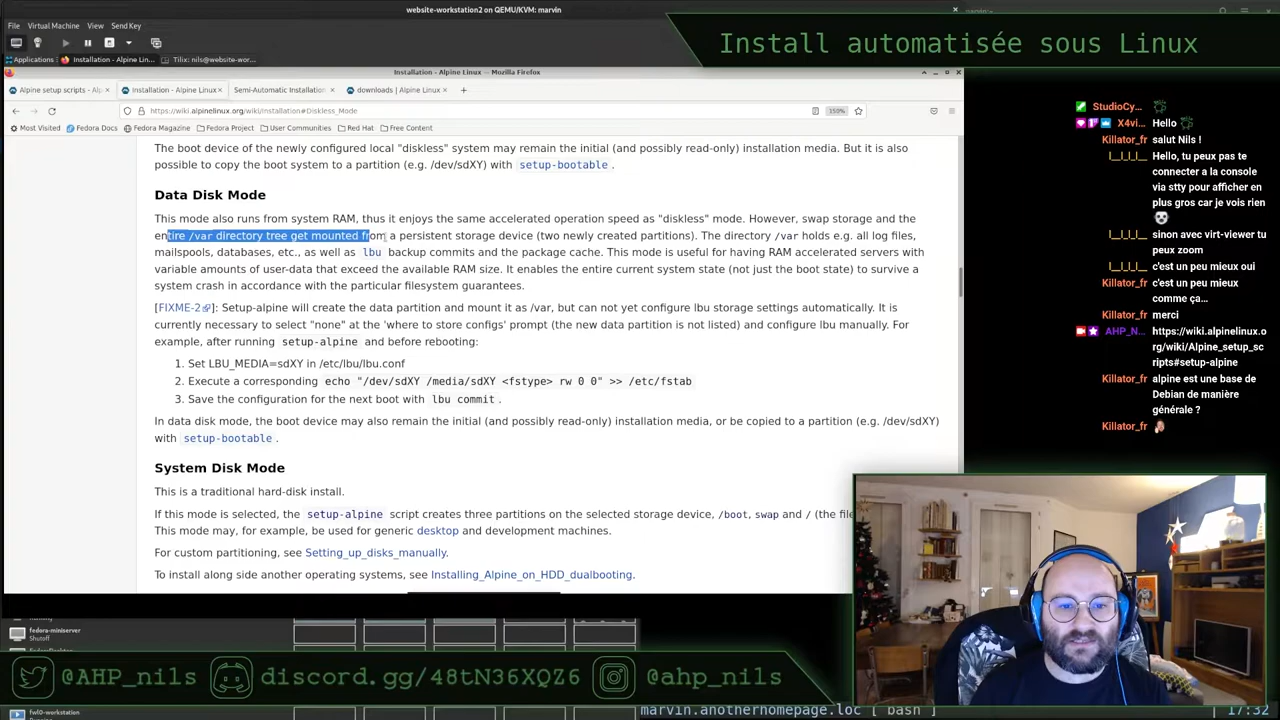 website-workstation2 on QEMU/KVM: marvin
File Virtual Machine View Send Key
Applications Installation - Alpine Lin... Tilix: nils@website-wor...
Installation - Alpine Linux — Mozilla Firefox
Alpine setup scripts - Al... Installation - Alpine Linux Semi-Automatic Installation downloads | Alpine Linux
https://wiki.alpinelinux.org/wiki/Installation#Diskless_Mode 150%
Most Visited Fedora Docs Fedora Magazine Fedora Project User Communities Red Hat Free Content
The boot device of the newly configured local "diskless" system may remain the initial (and possibly read-only) installation media. But it is also
possible to copy the boot system to a partition (e.g. /dev/sdXY) with setup-bootable .
Data Disk Mode
This mode also runs from system RAM, thus it enjoys the same accelerated operation speed as "diskless" mode. However, swap storage and the
entire /var directory tree get mounted from a persistent storage device (two newly created partitions). The directory /var holds e.g. all log files,
mailspools, databases, etc., as well as lbu backup commits and the package cache. This mode is useful for having RAM accelerated servers with
variable amounts of user-data that exceed the available RAM size. It enables the entire current system state (not just the boot state) to survive a
system crash in accordance with the particular filesystem guarantees.
[FIXME-2]: Setup-alpine will create the data partition and mount it as /var, but can not yet configure lbu storage settings automatically. It is
currently necessary to select "none" at the 'where to store configs' prompt (the new data partition is not listed) and configure lbu manually. For
example, after running setup-alpine and before rebooting:
1. Set LBU_MEDIA=sdXY in /etc/lbu/lbu.conf
2. Execute a corresponding echo "/dev/sdXY /media/sdXY <fstype> rw 0 0" >> /etc/fstab
3. Save the configuration for the next boot with lbu commit .
In data disk mode, the boot device may also remain the initial (and possibly read-only) installation media, or be copied to a partition (e.g. /dev/sdXY)
with setup-bootable .
System Disk Mode
This is a traditional hard-disk install.
If this mode is selected, the setup-alpine script creates three partitions on the selected storage device, /boot, swap and / (the file
This mode may, for example, be used for generic desktop and development machines.
For custom partitioning, see Setting_up_disks_manually.
To install along side another operating systems, see Installing_Alpine_on_HDD_dualbooting.
Install automatisée sous Linux
StudioCy...
X4vi... Hello
Killator_fr salut Nils !
I__I_I_I__I Hello, tu peux pas te
connecter a la console
via stty pour afficher en
plus gros car je vois rien
I__I_I_I__I sinon avec virt-viewer tu
peux zoom
I__I_I_I__I c'est un peu mieux oui
Killator_fr c'est un peu mieux
comme ça...
Killator_fr merci
AHP_N... https://wiki.alpinelinux.o
rg/wiki/Alpine_setup_sc
ripts#setup-alpine
Killator_fr alpine est une base de
Debian de manière
générale ?
Killator_fr
fedora-miniserver
Shutoff
FedoraDesktop
@AHP_nils discord.gg/48tN36XQZ6 @ahp_nils
fwl0-workstation
marvin.anothernomepage.loc [ bash ] 17:32